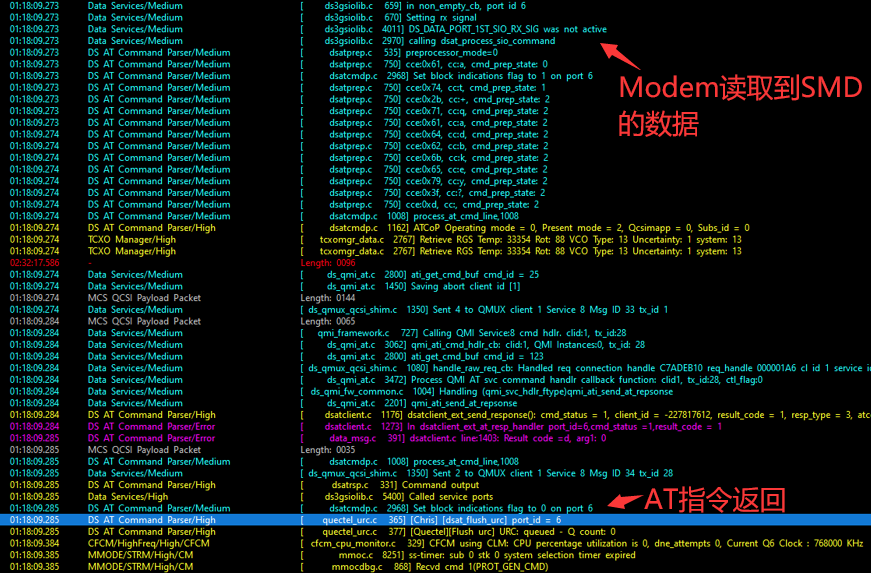 01:18:09.273 Data Services/Medium [ ds3gsiolib.c 659] in non_empty_cb, port id 6
01:18:09.273 Data Services/Medium [ ds3gsiolib.c 670] Setting rx signal
01:18:09.273 Data Services/Medium [ ds3gsiolib.c 4011] DS_DATA_PORT_1ST_SIO_RX_SIG was not active
01:18:09.273 Data Services/Medium [ ds3gsiolib.c 2970] calling dsat_process_sio_command
01:18:09.273 DS AT Command Parser/Medium [ dsatprep.c 535] preprocessor_mode=0
01:18:09.273 DS AT Command Parser/Medium [ dsatprep.c 750] cce:0x61, cc:a, cmd_prep_state: 0
01:18:09.273 DS AT Command Parser/Medium [ dsatcmdp.c 2968] Set block indications flag to 1 on port 6
01:18:09.273 DS AT Command Parser/Medium [ dsatprep.c 750] cce:0x74, cc:t, cmd_prep_state: 1
01:18:09.273 DS AT Command Parser/Medium [ dsatprep.c 750] cce:0x2b, cc:+, cmd_prep_state: 2
01:18:09.273 DS AT Command Parser/Medium [ dsatprep.c 750] cce:0x71, cc:q, cmd_prep_state: 2
01:18:09.273 DS AT Command Parser/Medium [ dsatprep.c 750] cce:0x61, cc:a, cmd_prep_state: 2
01:18:09.274 DS AT Command Parser/Medium [ dsatprep.c 750] cce:0x64, cc:d, cmd_prep_state: 2
01:18:09.274 DS AT Command Parser/Medium [ dsatprep.c 750] cce:0x62, cc:b, cmd_prep_state: 2
01:18:09.274 DS AT Command Parser/Medium [ dsatprep.c 750] cce:0x6b, cc:k, cmd_prep_state: 2
01:18:09.274 DS AT Command Parser/Medium [ dsatprep.c 750] cce:0x65, cc:e, cmd_prep_state: 2
01:18:09.274 DS AT Command Parser/Medium [ dsatprep.c 750] cce:0x79, cc:y, cmd_prep_state: 2
01:18:09.274 DS AT Command Parser/Medium [ dsatprep.c 750] cce:0x3f, cc:?, cmd_prep_state: 2
01:18:09.274 DS AT Command Parser/Medium [ dsatprep.c 750] cce:0xd, cc:, cmd_prep_state: 2
01:18:09.274 DS AT Command Parser/Medium [ dsatcmdp.c 1008] process_at_cmd_line,1008
01:18:09.274 DS AT Command Parser/High [ dsatcmdp.c 1162] ATCoP Operating mode = 0, Present mode = 2, Qcsimapp = 0, Subs_id = 0
01:18:09.274 TCXO Manager/High [ tcxomgr_data.c 2767] Retrieve RGS Temp: 33354 Rot: 88 VCO Type: 13 Uncertainty: 1 system: 13
01:18:09.274 TCXO Manager/High [ tcxomgr_data.c 2767] Retrieve RGS Temp: 33354 Rot: 88 VCO Type: 13 Uncertainty: 1 system: 13
02:32:17.586 - Length: 0096
01:18:09.274 Data Services/Medium [ ds_qmi_at.c 2800] ati_get_cmd_buf cmd_id = 25
01:18:09.274 Data Services/Medium [ ds_qmi_at.c 1450] Saving abort client id [1]
01:18:09.274 MCS QCSI Payload Packet Length: 0144
01:18:09.274 Data Services/Medium [ ds_qmux_qcsi_shim.c 1350] Sent 4 to QMUX client 1 Service 8 Msg ID 33 tx_id 1
01:18:09.284 MCS QCSI Payload Packet Length: 0065
01:18:09.284 Data Services/Medium [ qmi_framework.c 727] Calling QMI Service:8 cmd hdlr. clid:1, tx_id:28
01:18:09.284 Data Services/Medium [ ds_qmi_at.c 3062] qmi_ati_cmd_hdlr_cb: clid:1, QMI Instances:0, tx_id: 28
01:18:09.284 Data Services/Medium [ ds_qmi_at.c 2800] ati_get_cmd_buf cmd_id = 123
01:18:09.284 Data Services/Medium [ ds_qmux_qcsi_shim.c 1080] handle_raw_req_cb: Handled req connection handle C7ADEB10 req_handle 000001A6 cl id 1 service id
01:18:09.284 Data Services/Medium [ ds_qmi_at.c 3472] Process QMI AT svc command handlr callback function: clid1, tx_id:28, ctl_flag:0
01:18:09.284 Data Services/Medium [ ds_qmi_fw_common.c 1004] Handling (qmi_svc_hdlr_ftype)qmi_ati_send_at_repsonse
01:18:09.284 Data Services/Medium [ ds_qmi_at.c 2201] qmi_ati_send_at_repsonse
01:18:09.284 DS AT Command Parser/High [ dsatclient.c 1176] dsatclient_ext_send_response(): cmd_status = 1, client_id = -227817612, result_code = 1, resp_type = 3, atco
01:18:09.284 DS AT Command Parser/Error [ dsatclient.c 1273] In dsatclient_ext_at_resp_handler port_id=6,cmd_status =1,result_code = 1
01:18:09.285 DS AT Command Parser/Error [ data_msg.c 391] dsatclient.c line:1403: Result code =d, arg1: 0
01:18:09.285 MCS QCSI Payload Packet Length: 0035
01:18:09.285 DS AT Command Parser/Medium [ dsatcmdp.c 1008] process_at_cmd_line,1008
01:18:09.285 Data Services/Medium [ ds_qmux_qcsi_shim.c 1350] Sent 2 to QMUX client 1 Service 8 Msg ID 34 tx_id 28
01:18:09.285 DS AT Command Parser/High [ dsatrsp.c 331] Command output
01:18:09.285 Data Services/High [ ds3gsiolib.c 5400] Called service ports
01:18:09.285 DS AT Command Parser/Medium [ dsatcmdp.c 2968] Set block indications flag to 0 on port 6
01:18:09.285 DS AT Command Parser/High [ quectel_urc.c 365] [Chris] [dsat_flush_urc] port_id = 6
01:18:09.285 DS AT Command Parser/High [ quectel_urc.c 377] [Quectel][Flush urc] URC: queued - Q count: 0
01:18:09.384 CFCM/HighFreq/High/CFCM [ cfcm_cpu_monitor.c 329] CFCM using CLM: CPU percentage utilization is 0, dne_attempts 0, Current Q6 Clock : 768000 KHz
01:18:09.385 MMODE/STRM/High/CM [ mmoc.c 8251] ss-timer: sub 0 stk 0 system selection timer expired
01:18:09.385 MMODE/STRM/High/CM [ mmocdbg.c 868] Recvd cmd 1(PROT_GEN_CMD)
Modem读取到SMD
的数据
AT指令返回